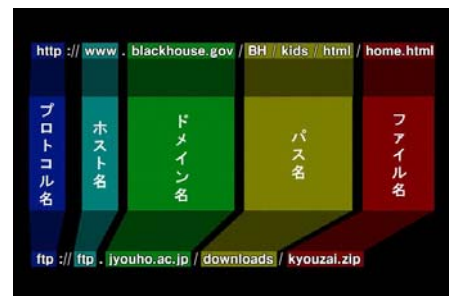 http :// www . blackhouse.gov / BH / kids / html / home.html
プロトコル名
ホスト名
ドメイン名
パス名
ファイル名
ftp :// ftp . jyouho.ac.jp / downloads / kyouzai.zip